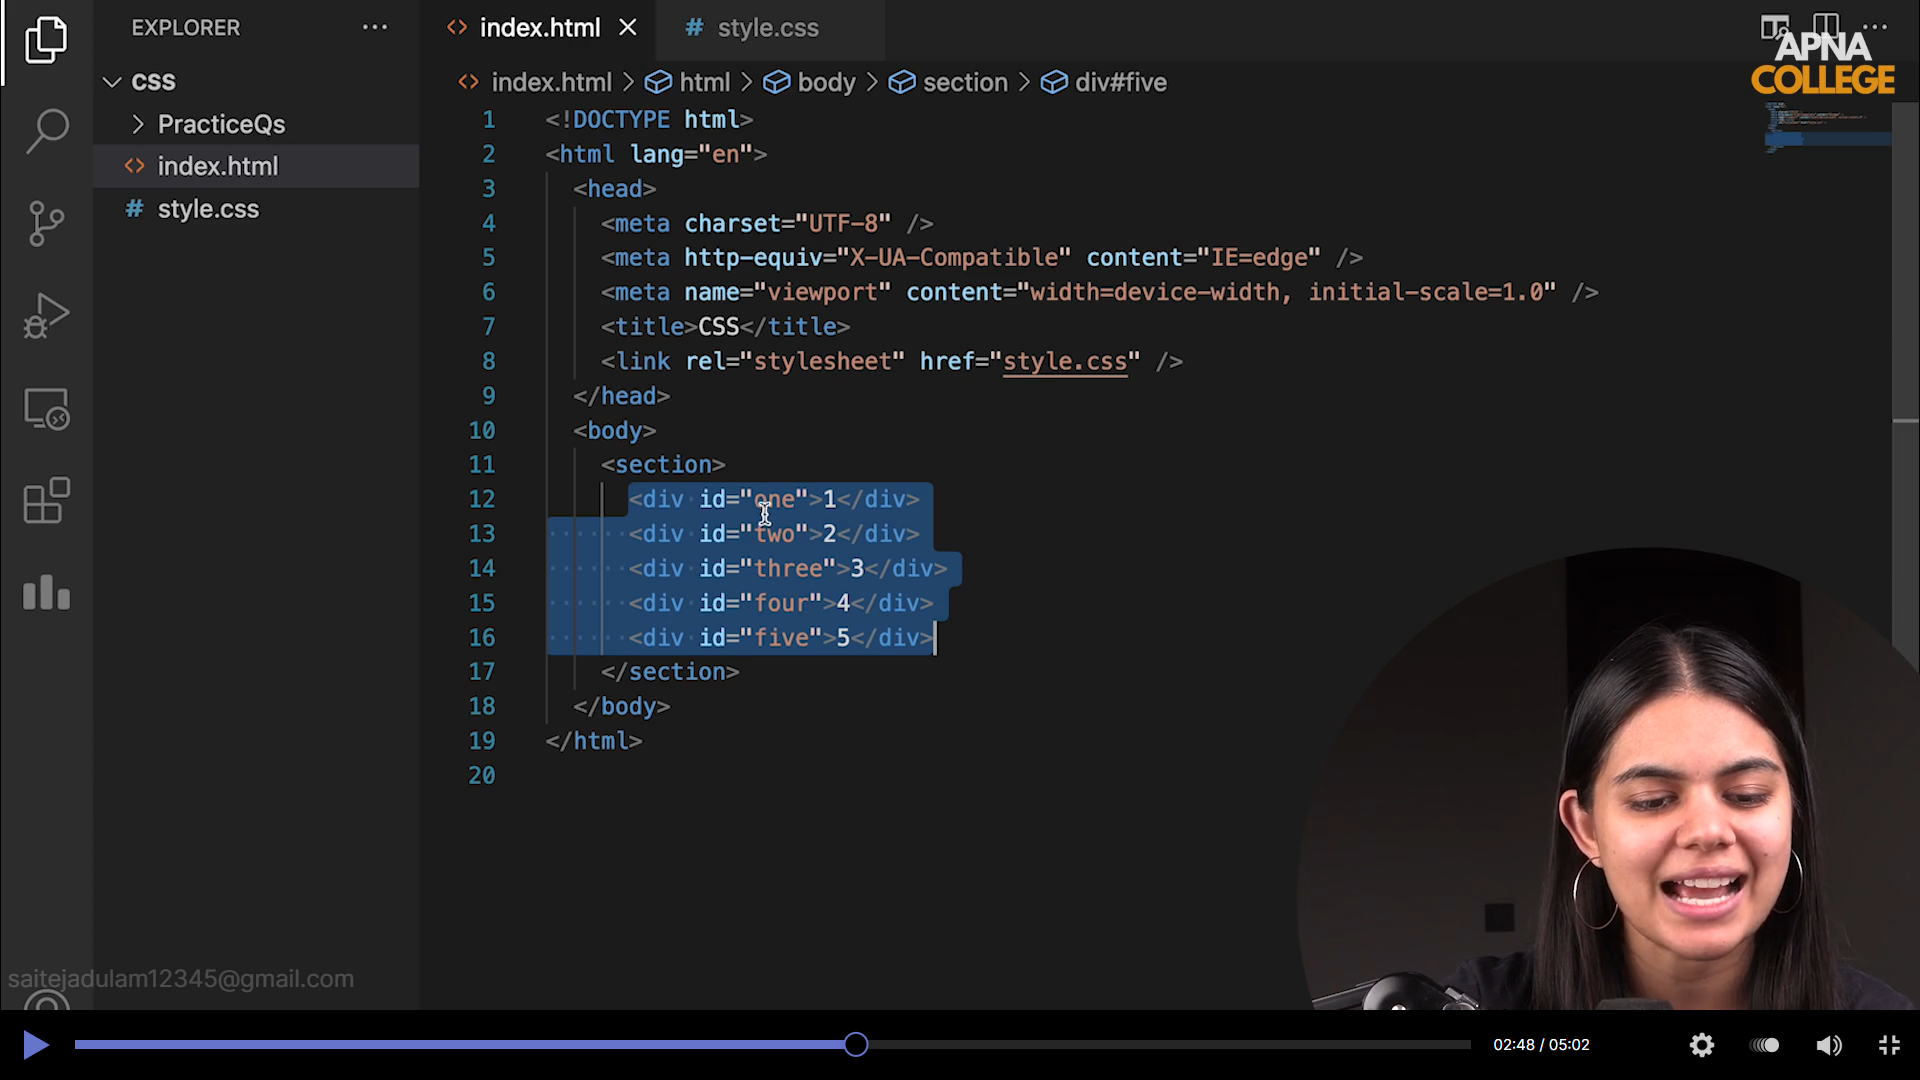 EXPLORER
index.html
style.css
APNA
COLLEGE
CSS
PracticeQs
index.html
style.css
index.html > html > body > section > div#five
1 <!DOCTYPE html>
2 <html lang="en">
3 <head>
4 <meta charset="UTF-8" />
5 <meta http-equiv="X-UA-Compatible" content="IE=edge" />
6 <meta name="viewport" content="width=device-width, initial-scale=1.0" />
7 <title>CSS</title>
8 <link rel="stylesheet" href="style.css" />
9 </head>
10 <body>
11 <section>
12 <div id="one">1</div>
13 <div id="two">2</div>
14 <div id="three">3</div>
15 <div id="four">4</div>
16 <div id="five">5</div>
17 </section>
18 </body>
19 </html>
20
saitejadulam12345@gmail.com
02:48 / 05:02